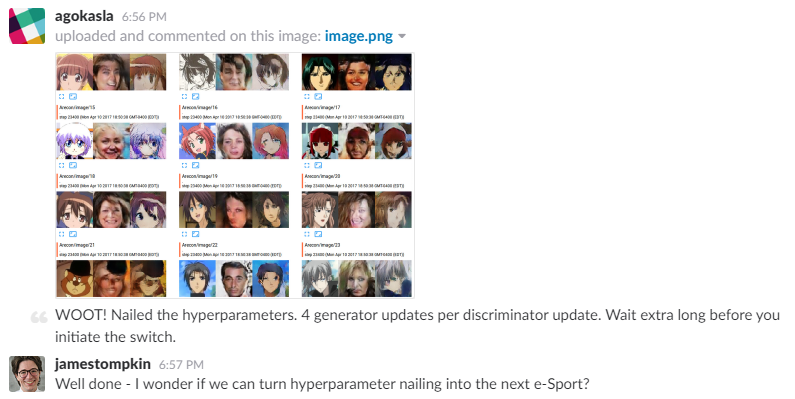 agokasla 6:56 PM
uploaded and commented on this image: image.png
Arecon/image/15
Arecon/image/16
Arecon/image/17
step 23400 (Mon Apr 10 2017 18:50:38 GMT-0400 (EDT))
step 23400 (Mon Apr 10 2017 18:50:38 GMT-0400 (EDT))
step 23400 (Mon Apr 10 2017 18:50:38 GMT-0400 (EDT))
Arecon/image/18
Arecon/image/19
Arecon/image/20
step 23400 (Mon Apr 10 2017 18:50:38 GMT-0400 (EDT))
step 23400 (Mon Apr 10 2017 18:50:38 GMT-0400 (EDT))
step 23400 (Mon Apr 10 2017 18:50:38 GMT-0400 (EDT))
Arecon/image/21
Arecon/image/22
Arecon/image/23
step 23400 (Mon Apr 10 2017 18:50:38 GMT-0400 (EDT))
step 23400 (Mon Apr 10 2017 18:50:38 GMT-0400 (EDT))
step 23400 (Mon Apr 10 2017 18:50:38 GMT-0400 (EDT))
WOOT! Nailed the hyperparameters. 4 generator updates per discriminator update. Wait extra long before you
initiate the switch.
jamestompkin 6:57 PM
Well done - I wonder if we can turn hyperparameter nailing into the next e-Sport?